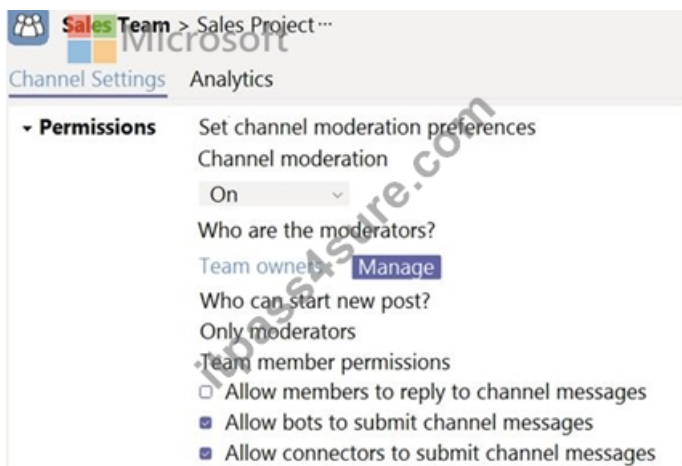 Sales Team > Sales Project ···
Microsoft
Channel Settings Analytics
Permissions Set channel moderation preferences
Channel moderation
On
Who are the moderators?
Team owners Manage
Who can start new post?
Only moderators
Team member permissions
Allow members to reply to channel messages
Allow bots to submit channel messages
Allow connectors to submit channel messages
itpass4sure.com